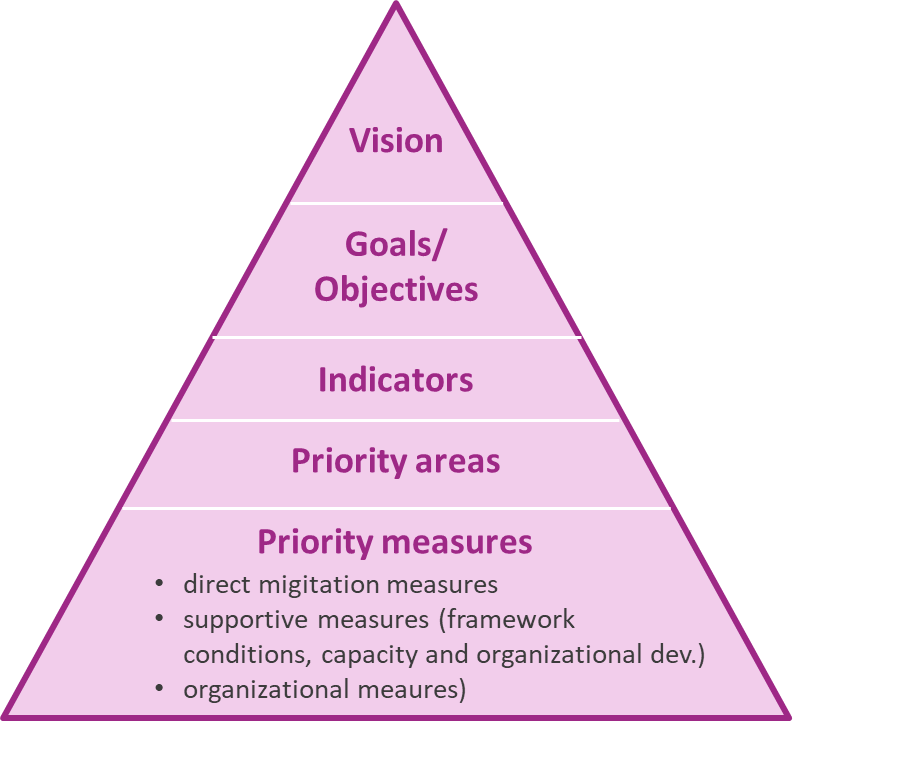 Vision
Goals/
Objectives
Indicators
Priority areas
Priority measures
• direct migitation measures
• supportive measures (framework
conditions, capacity and organizational dev.)
• organizational meaures)